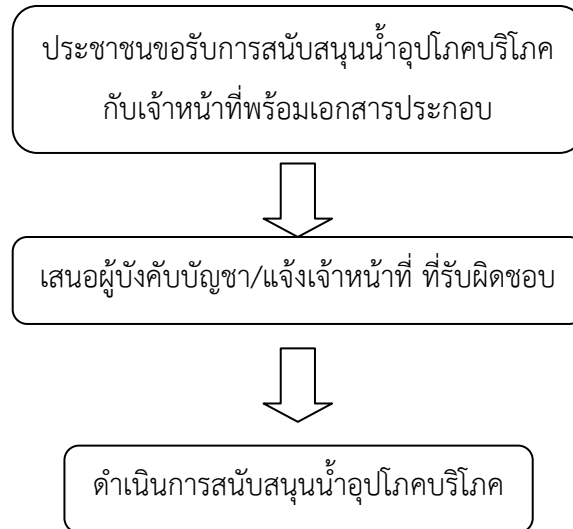 ประชาชนขอรับการสนับสนุนน้ำอุปโภคบริโภค
กับเจ้าหน้าที่พร้อมเอกสารประกอบ
เสนอผู้บังคับบัญชา/แจ้งเจ้าหน้าที่ ที่รับผิดชอบ
ดำเนินการสนับสนุนน้ำอุปโภคบริโภค